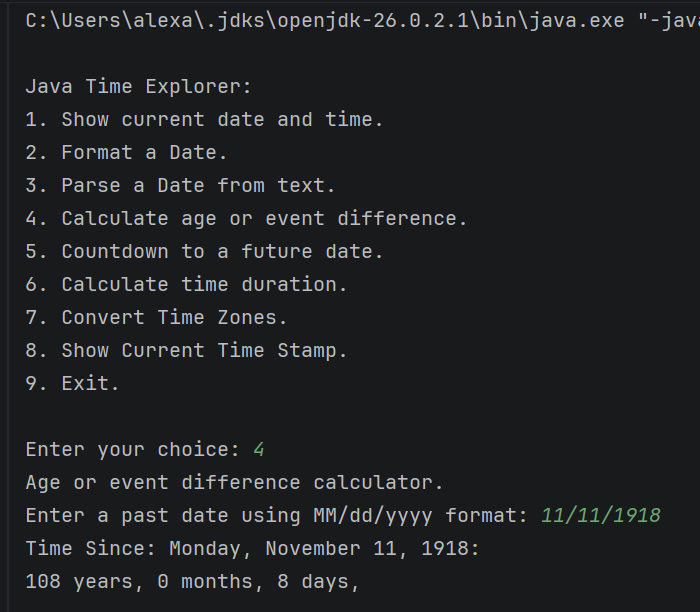 C:\Users\alexa\.jdks\openjdk-26.0.2.1\bin\java.exe "-jav
Java Time Explorer:
1. Show current date and time.
2. Format a Date.
3. Parse a Date from text.
4. Calculate age or event difference.
5. Countdown to a future date.
6. Calculate time duration.
7. Convert Time Zones.
8. Show Current Time Stamp.
9. Exit.
Enter your choice: 4
Age or event difference calculator.
Enter a past date using MM/dd/yyyy format: 11/11/1918
Time Since: Monday, November 11, 1918:
108 years, 0 months, 8 days,